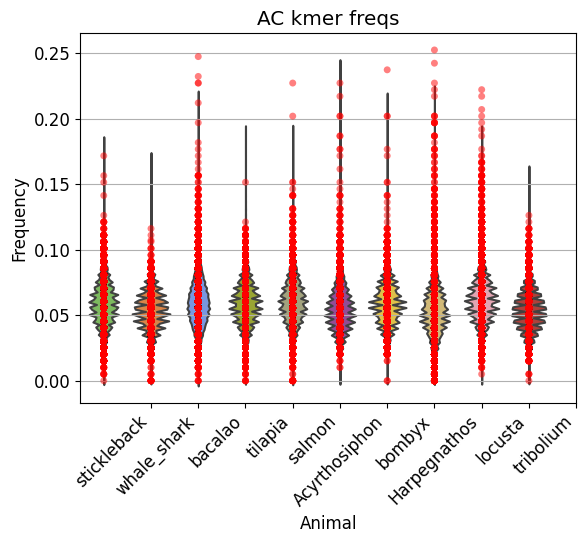 AC kmer freqs
Frequency
0.25
0.20
0.15
0.10
0.05
0.00
stickleback
whale_shark
bacalao
tilapia
salmon
Acyrthosiphon
bombyx
Harpegnathos
locusta
tribolium
Animal